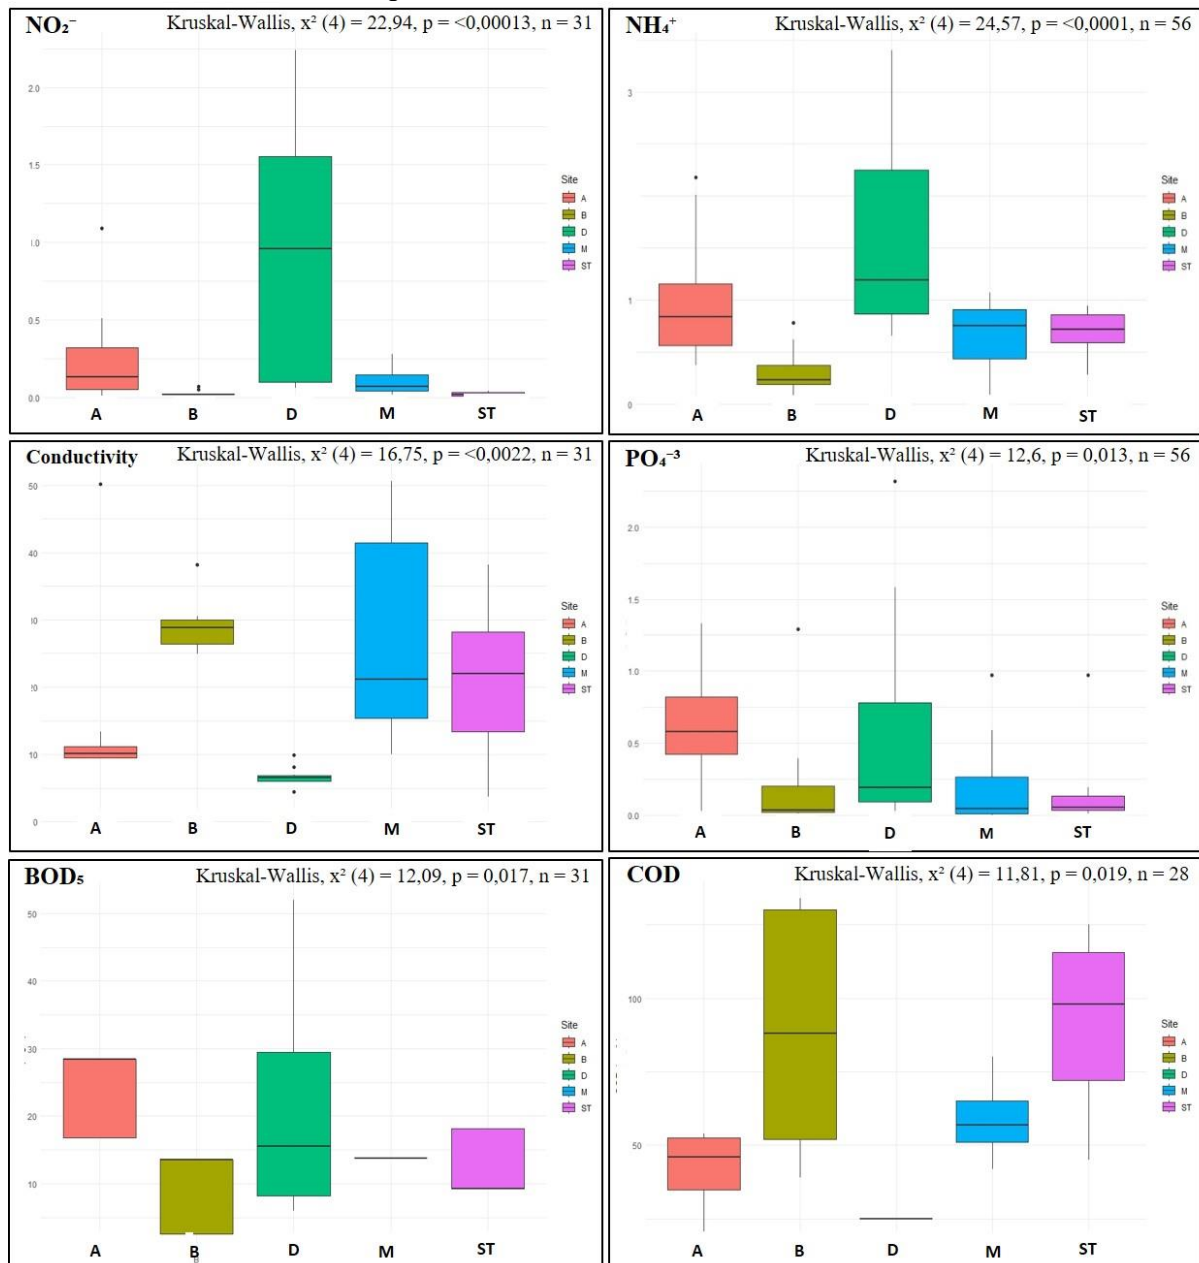 NO₂⁻ Kruskal-Wallis, x² (4) = 22,94, p = <0,00013, n = 31
2.0
1.5
1.0
0.5
0.0
A B D M ST
Site
A
B
D
M
ST
NH₄⁺ Kruskal-Wallis, x² (4) = 24,57, p = <0,0001, n = 56
3
1
0
A B D M ST
Site
A
B
D
M
ST
Conductivity Kruskal-Wallis, x² (4) = 16,75, p = <0,0022, n = 31
50
40
30
20
10
0
A B D M ST
Site
A
B
D
M
ST
PO₄⁻³ Kruskal-Wallis, x² (4) = 12,6, p = 0,013, n = 56
2.0
1.5
1.0
0.5
0.0
A B D M ST
Site
A
B
D
M
ST
BOD₅ Kruskal-Wallis, x² (4) = 12,09, p = 0,017, n = 31
50
40
30
20
10
A B D M ST
Site
A
B
D
M
ST
COD Kruskal-Wallis, x² (4) = 11,81, p = 0,019, n = 28
100
50
A B D M ST
Site
A
B
D
M
ST